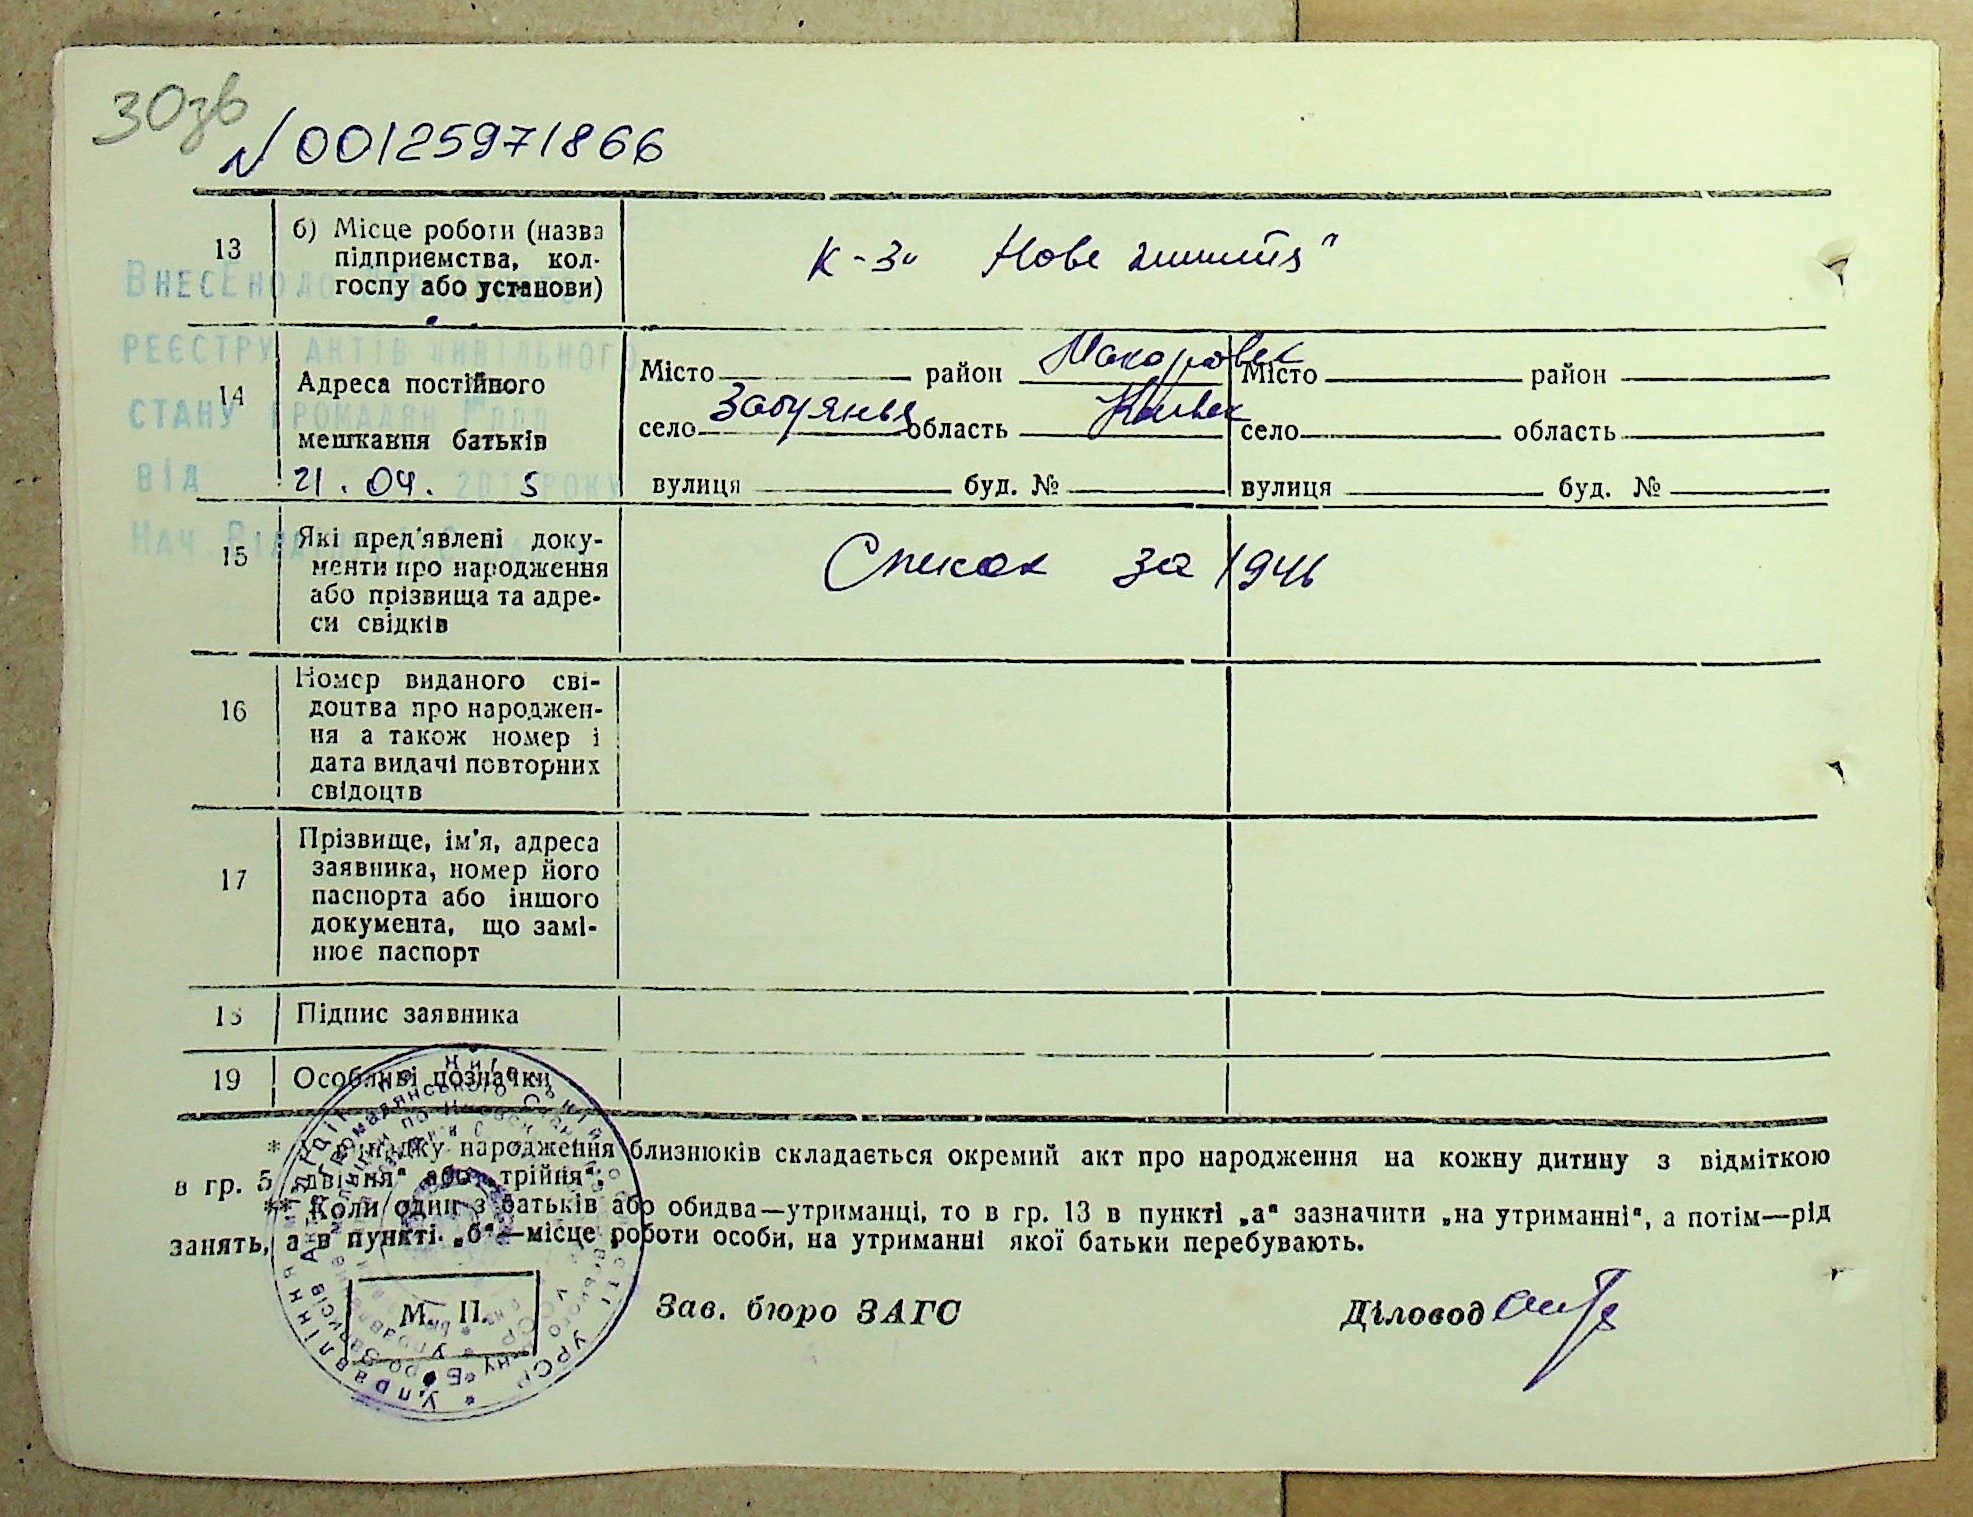 30зв
N 00125971866
13 б) Місце роботи (назва
підприємства, кол-
госпу або установи)
К-з „ Нове життя "
ВНЕСЕНО ДО
РЕЄСТРУ АКТІВ ЦИВІЛЬНОГО
СТАНУ ГРОМАДЯН
ВІД 21 . 04 . 201 5 РОКУ
НАЧ. ВІДДІЛУ
14 Адреса постійного
мешкання батьків
Місто район Макаровск
село Забуянья область Киевск
вулиця буд. №
Місто район
село область
вулиця буд. №
15 Які пред'явлені доку-
менти про народження
або прізвища та адре-
си свідків
Список за 1946
16 Номер виданого сві-
доцтва про народжен-
ня а також номер і
дата видачі повторних
свідоцтв
17 Прізвище, ім'я, адреса
заявника, номер його
паспорта або іншого
документа, що замі-
нює паспорт
18 Підпис заявника
19 Особливі позначки
* У випадку народження близнюків складається окремий акт про народження на кожну дитину з відміткою
в гр. 5 „двійня" або „трійня".
** Коли один з батьків або обидва—утриманці, то в гр. 13 в пункті „а" зазначити „на утриманні", а потім—рід
занять, а в пункті „б"—місце роботи особи, на утриманні якої батьки перебувають.
М. П.
Зав. бюро ЗАГС
Діловод